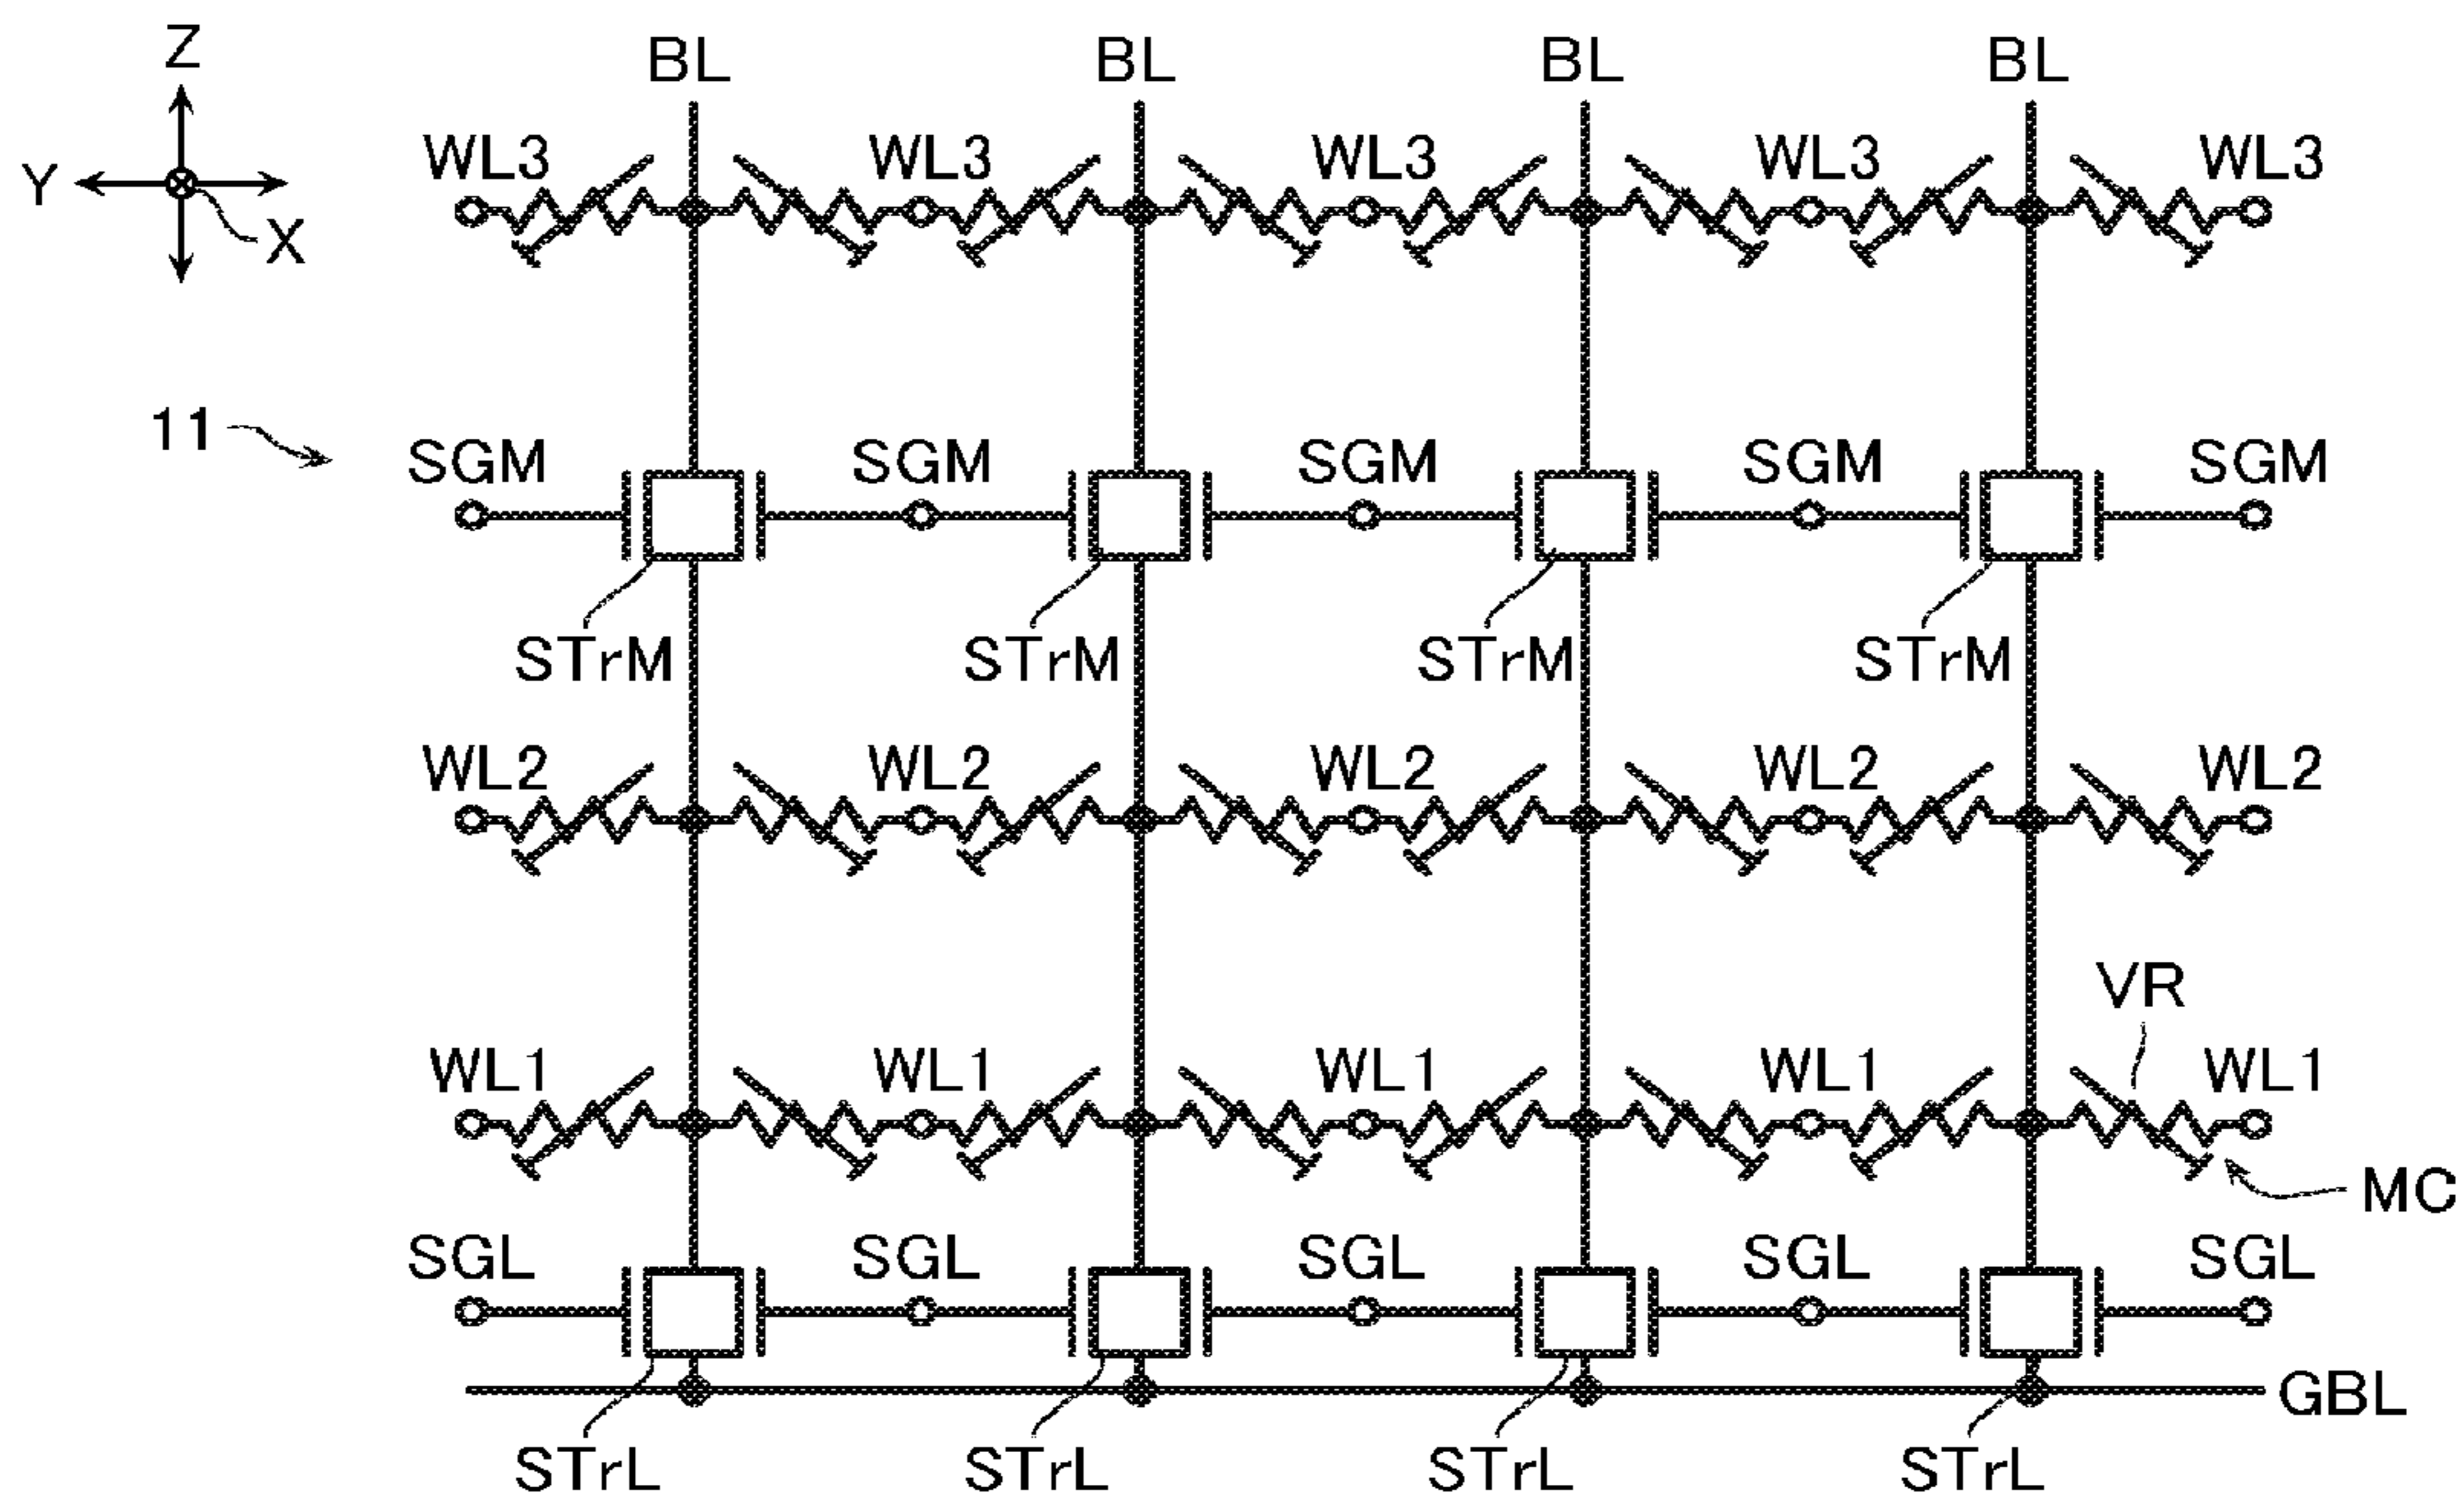 Z
Y
X
BL BL BL BL
WL3 WL3 WL3 WL3 WL3
11
SGM SGM SGM SGM SGM
STrM STrM STrM STrM
WL2 WL2 WL2 WL2 WL2
VR
WL1 WL1 WL1 WL1 WL1
MC
SGL SGL SGL SGL SGL
GBL
STrL STrL STrL STrL